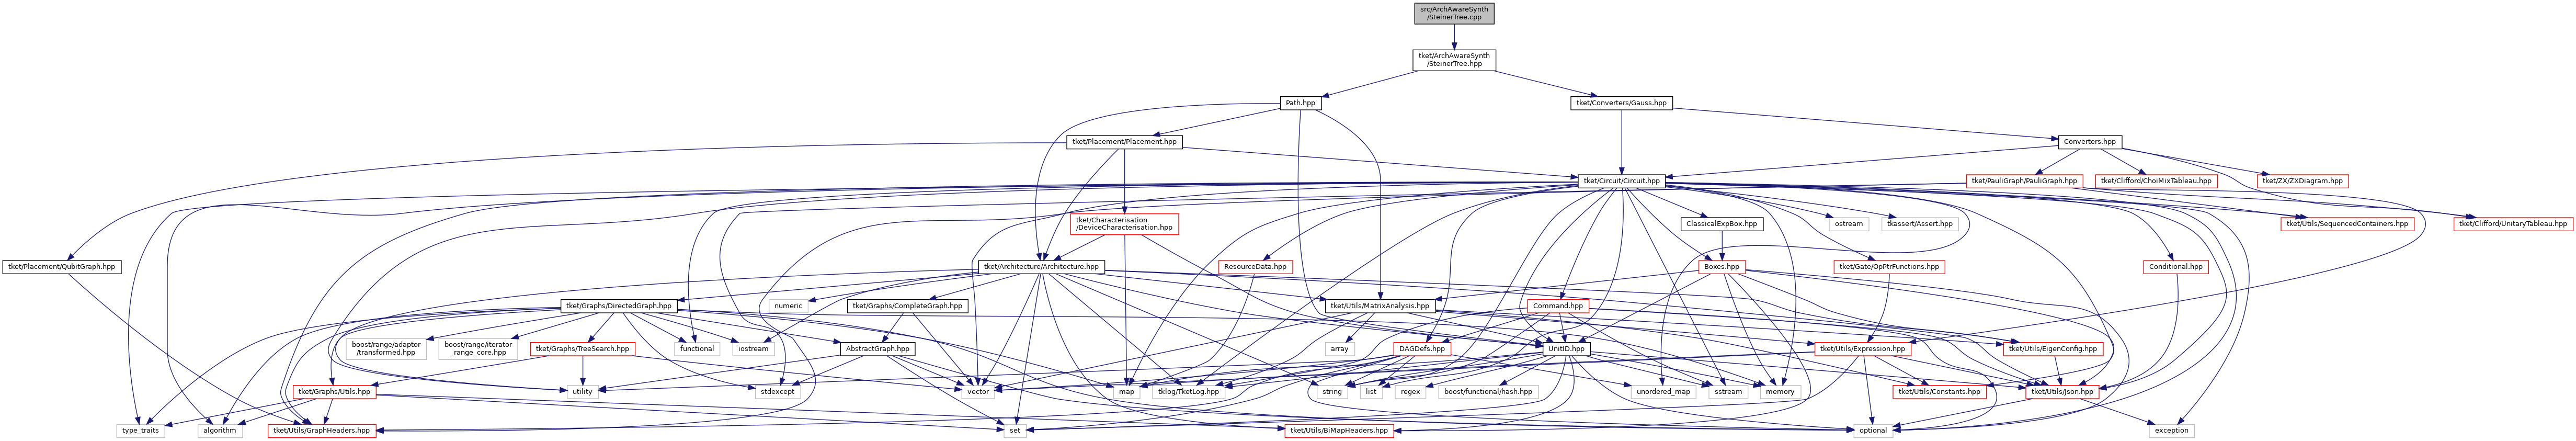 src/ArchAwareSynth
/SteinerTree.cpp
tket/ArchAwareSynth
/SteinerTree.hpp
Path.hpp
tket/Converters/Gauss.hpp
tket/Placement/Placement.hpp
Converters.hpp
tket/Circuit/Circuit.hpp
tket/PauliGraph/PauliGraph.hpp
tket/Clifford/ChoiMixTableau.hpp
tket/ZX/ZXDiagram.hpp
tket/Characterisation
/DeviceCharacterisation.hpp
ClassicalExpBox.hpp
ostream
tkassert/Assert.hpp
tket/Utils/SequencedContainers.hpp
tket/Clifford/UnitaryTableau.hpp
tket/Placement/QubitGraph.hpp
tket/Architecture/Architecture.hpp
ResourceData.hpp
Boxes.hpp
tket/Gate/OpPtrFunctions.hpp
Conditional.hpp
tket/Graphs/DirectedGraph.hpp
numeric
tket/Graphs/CompleteGraph.hpp
tket/Utils/MatrixAnalysis.hpp
Command.hpp
boost/range/adaptor
/transformed.hpp
boost/range/iterator
_range_core.hpp
tket/Graphs/TreeSearch.hpp
functional
iostream
AbstractGraph.hpp
array
DAGDefs.hpp
UnitID.hpp
tket/Utils/Expression.hpp
tket/Utils/EigenConfig.hpp
tket/Graphs/Utils.hpp
utility
stdexcept
vector
map
tklog/TketLog.hpp
string
list
regex
boost/functional/hash.hpp
unordered_map
sstream
memory
tket/Utils/Constants.hpp
tket/Utils/Json.hpp
type_traits
algorithm
tket/Utils/GraphHeaders.hpp
set
tket/Utils/BiMapHeaders.hpp
optional
exception